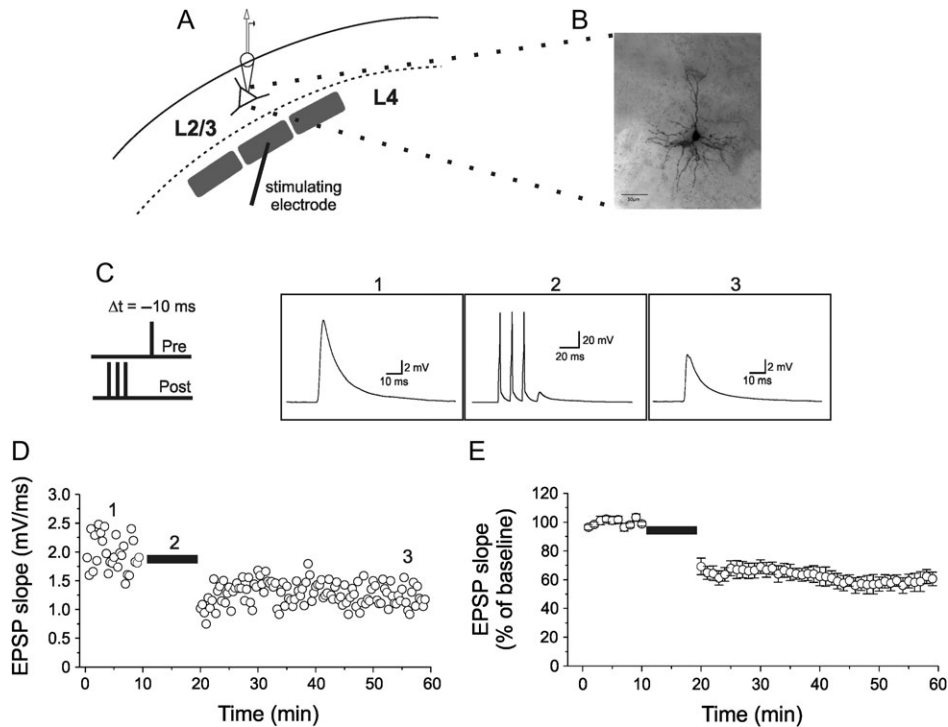 A
B
L2/3
L4
stimulating
electrode
50µm
C
Δt = –10 ms
Pre
Post
1
2
3
2 mV
10 ms
20 mV
20 ms
2 mV
10 ms
D
EPSP slope (mV/ms)
3.0
2.5
2.0
1.5
1.0
0.5
0
1
2
3
0
10
20
30
40
50
60
Time (min)
E
EPSP slope
(% of baseline)
120
100
80
60
40
20
0
0
10
20
30
40
50
60
Time (min)